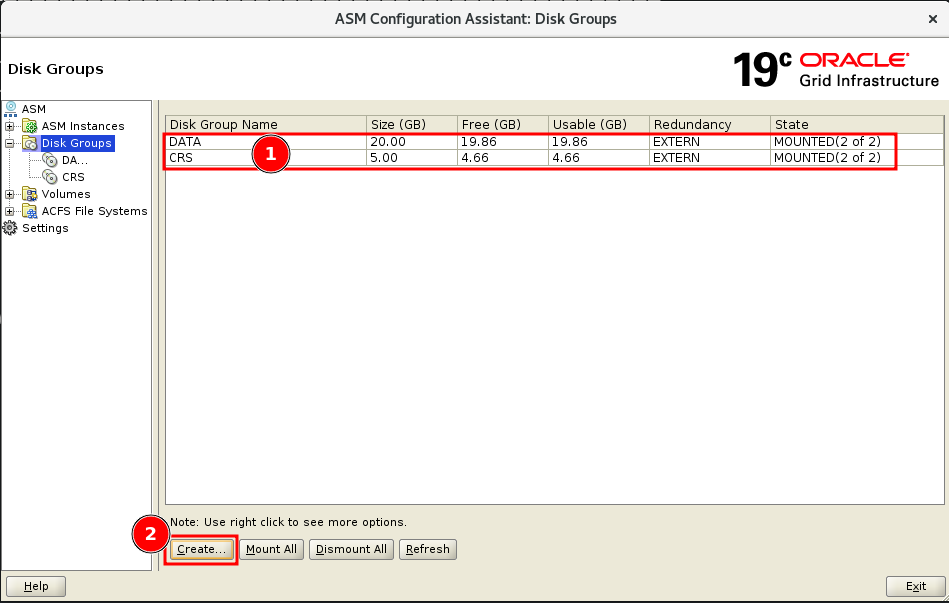 ASM Configuration Assistant: Disk Groups
Disk Groups
19c ORACLE
Grid Infrastructure
ASM
ASM Instances
Disk Groups
DA...
CRS
Volumes
ACFS File Systems
Settings
Disk Group Name Size (GB) Free (GB) Usable (GB) Redundancy State
DATA 20.00 19.86 19.86 EXTERN MOUNTED(2 of 2)
CRS 5.00 4.66 4.66 EXTERN MOUNTED(2 of 2)
1
Note: Use right click to see more options.
2
Create... Mount All Dismount All Refresh
Help Exit